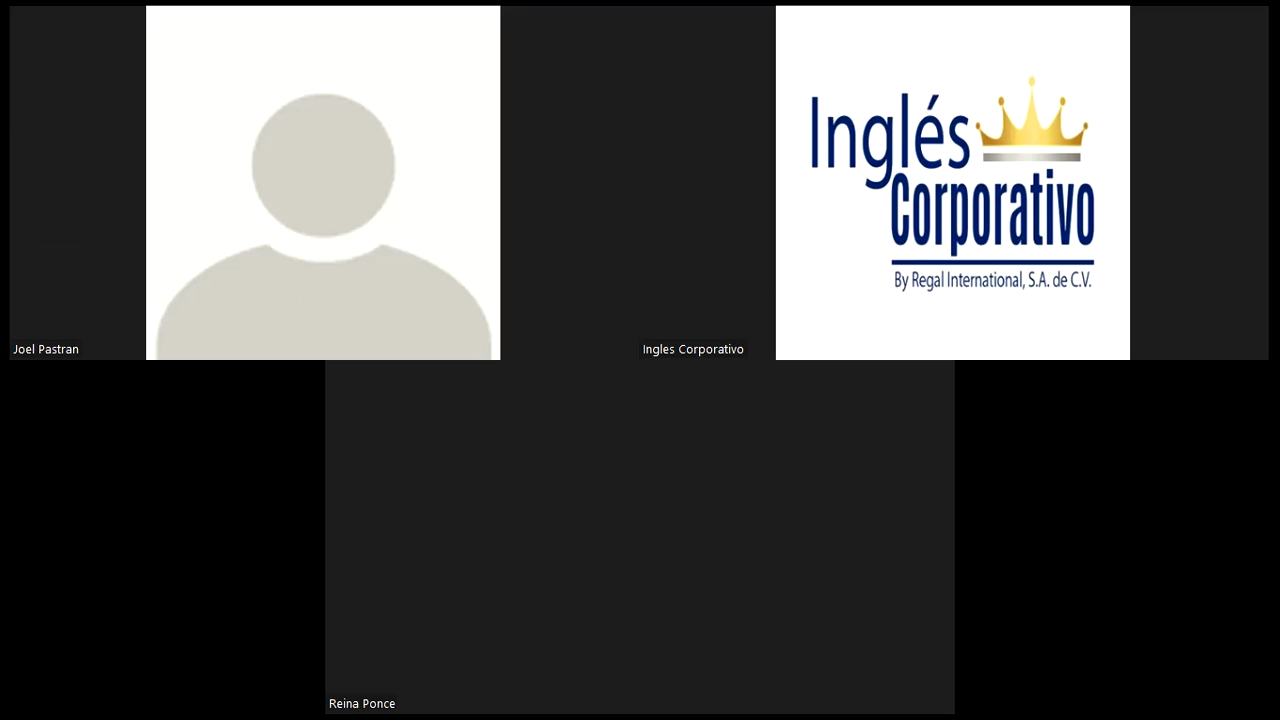 Inglés
Corporativo
By Regal International, S.A. de C.V.
Joel Pastran
Ingles Corporativo
Reina Ponce